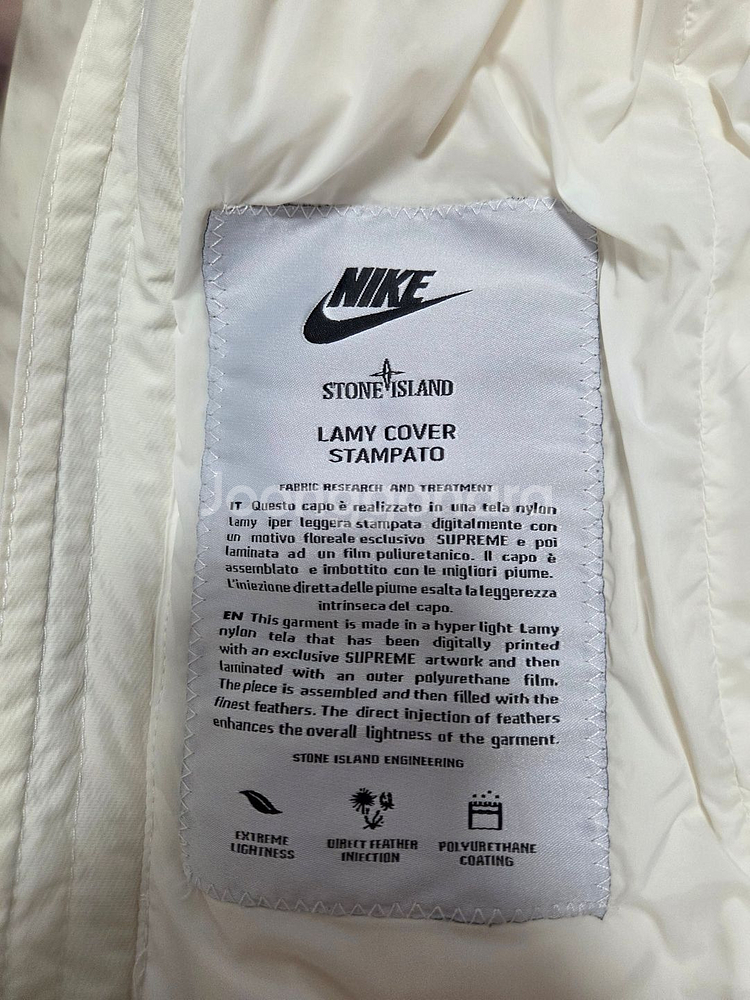 NIKE
STONE ISLAND
LAMY COVER
STAMPATO
FABRIC RESEARCH AND TREATMENT
Joongonara
IT Questo capo è realizzato in una tela nylon
Lamy iper leggera stampata digitalmente con
un motivo floreale esclusivo SUPREME e poi
laminata ad un film poliuretanico. Il capo è
assemblato e imbottito con le migliori piume.
L'iniezione diretta delle piume esalta la leggerezza
intrinseca del capo.
EN This garment is made in a hyper light Lamy
nylon tela that has been digitally printed
with an exclusive SUPREME artwork and then
laminated with an outer polyurethane film.
The piece is assembled and then filled with the
finest feathers. The direct injection of feathers
enhances the overall lightness of the garment.
STONE ISLAND ENGINEERING
EXTREME
LIGHTNESS
DIRECT FEATHER
INJECTION
POLYURETHANE
COATING